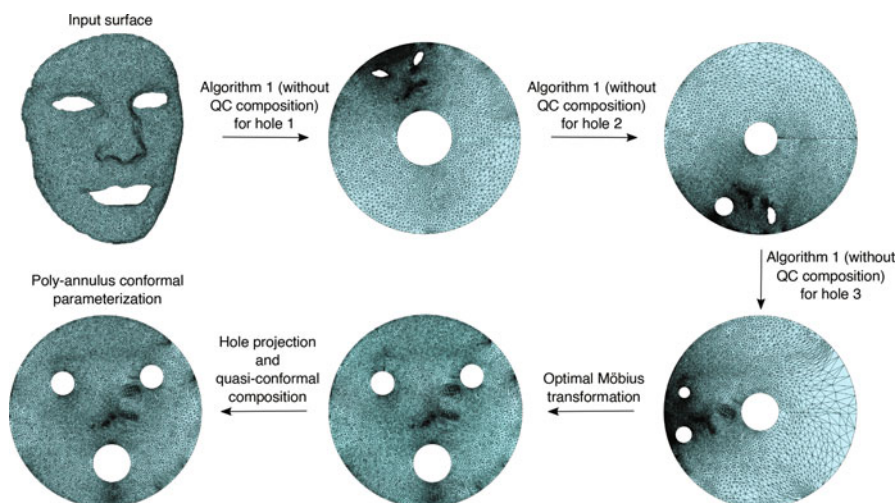 Input surface
Algorithm 1 (without
QC composition)
for hole 1
Algorithm 1 (without
QC composition)
for hole 2
Algorithm 1 (without
QC composition)
for hole 3
Optimal Möbius
transformation
Hole projection
and
quasi-conformal
composition
Poly-annulus conformal
parameterization